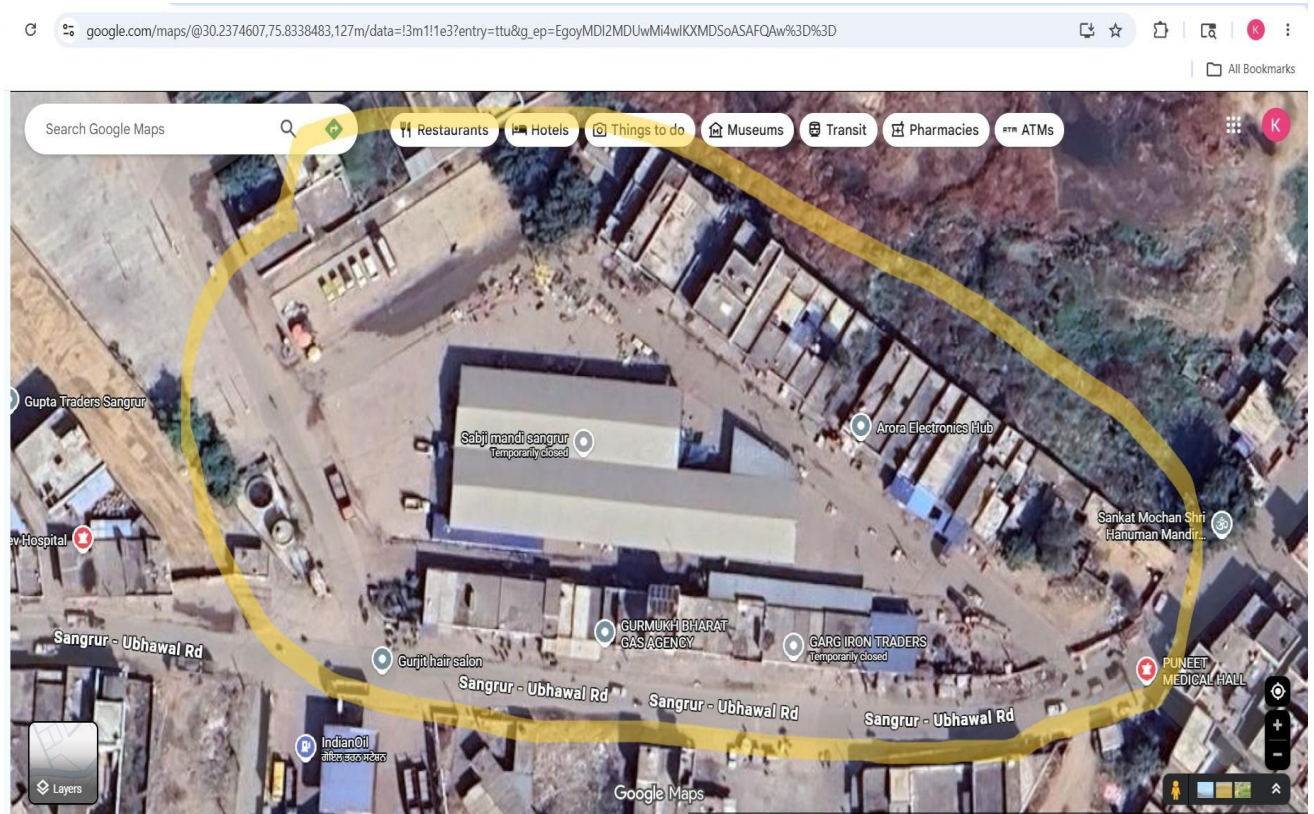 google.com/maps/@30.2374607,75.8338483,127m/data=!3m1!1e3?entry=ttu&g_ep=EgoyMDI2MDUwMi4wIKXMDSoASAFQAw%3D%3D
K
All Bookmarks
Search Google Maps
Restaurants
Hotels
Things to do
Museums
Transit
Pharmacies
ATM ATMs
K
Gupta Traders Sangrur
Sabji mandi sangrur
Temporarily closed
Arora Electronics Hub
Sankat Mochan Shri
Hanuman Mandir...
ev Hospital
GURMUKH BHARAT
GAS AGENCY
GARG IRON TRADERS
Temporarily closed
Sangrur - Ubhawal Rd
Gurjit hair salon
PUNEET
MEDICAL HALL
Sangrur - Ubhawal Rd
Sangrur - Ubhawal Rd
Sangrur - Ubhawal Rd
IndianOil
Layers
Google Maps